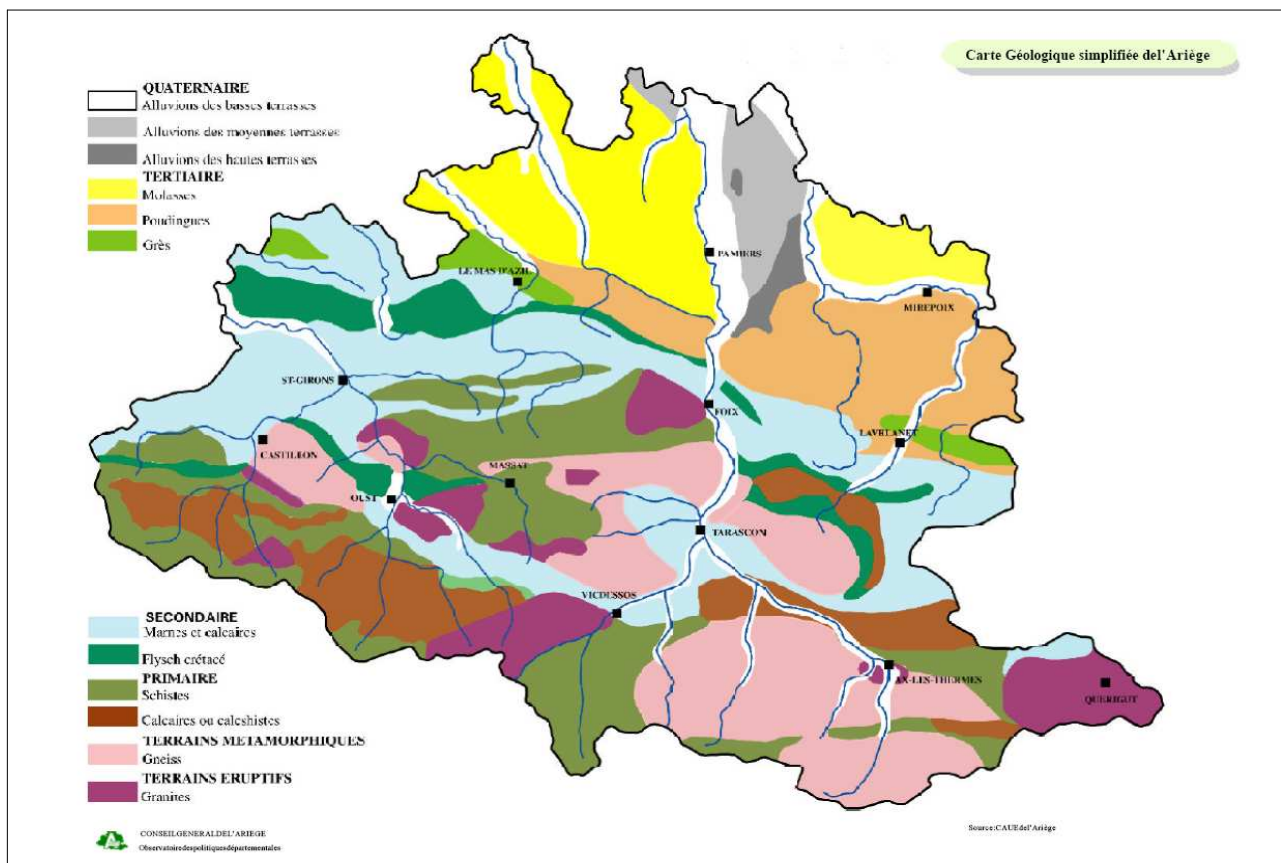 Carte Géologique simplifiée del'Ariège
QUATERNAIRE
Alluvions des basses terrasses
Alluvions des moyennes terrasses
Alluvions des hautes terrasses
TERTIAIRE
Molasses
Poudingues
Grès
PAMIERS
LE MAS D'AZIL
MIREPOIX
ST-GIRONS
FOIX
LAVELANET
CASTILLON
MASSAT
OUST
TARASCON
VICDESSOS
AX-LES-THERMES
QUERIGUT
SECONDAIRE
Marnes et calcaires
Flysch crétacé
PRIMAIRE
Schistes
Calcaires ou calcshistes
TERRAINS METAMORPHIQUES
Gneiss
TERRAINS ERUPTIFS
Granites
CONSEILGENERALDEL'ARIEGE
Observatoiredespolitiquesdépartementales
Source:CAUEdel'Ariège